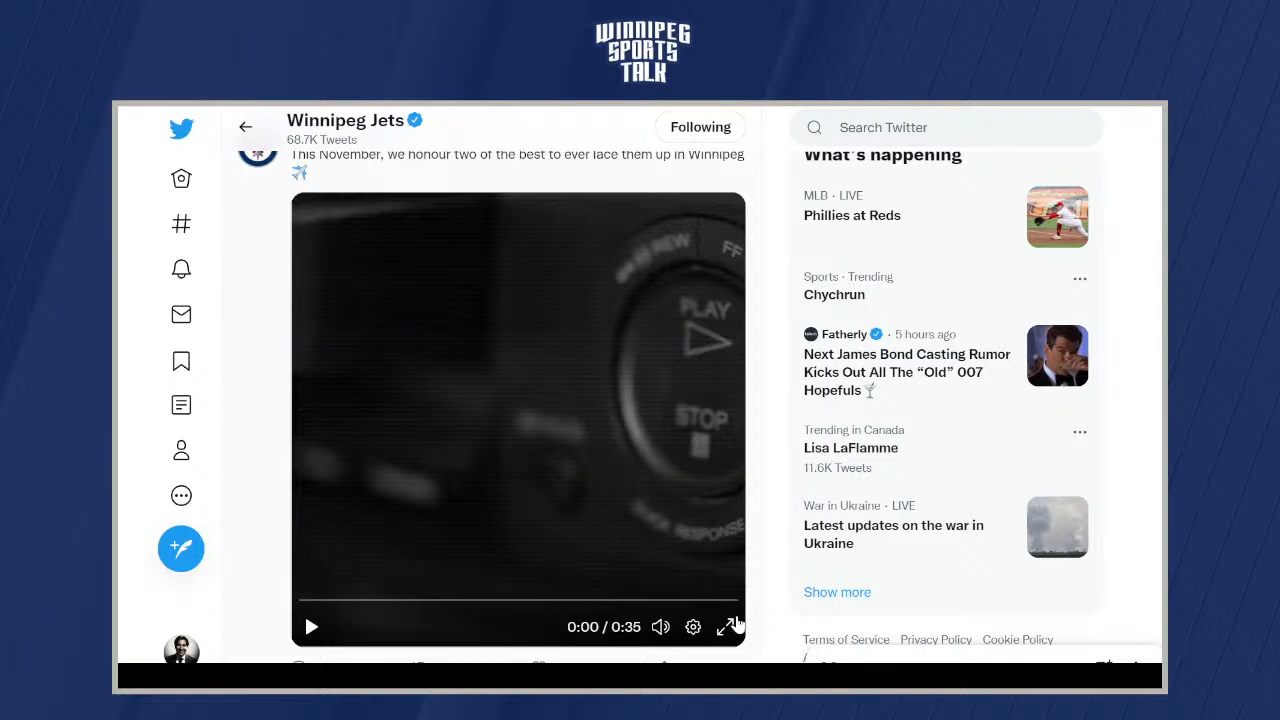 WINNIPEG
SPORTS
TALK
Winnipeg Jets
68.7K Tweets
Following
This November, we honour two of the best to ever lace them up in Winnipeg
REW
FF
PLAY
STOP
RESPONSE
0:00 / 0:35
Search Twitter
What's happening
MLB · LIVE
Phillies at Reds
Sports · Trending
Chychrun
Fatherly · 5 hours ago
Next James Bond Casting Rumor
Kicks Out All The “Old” 007
Hopefuls
Trending in Canada
Lisa LaFlamme
11.6K Tweets
War in Ukraine · LIVE
Latest updates on the war in
Ukraine
Show more
Terms of Service Privacy Policy Cookie Policy